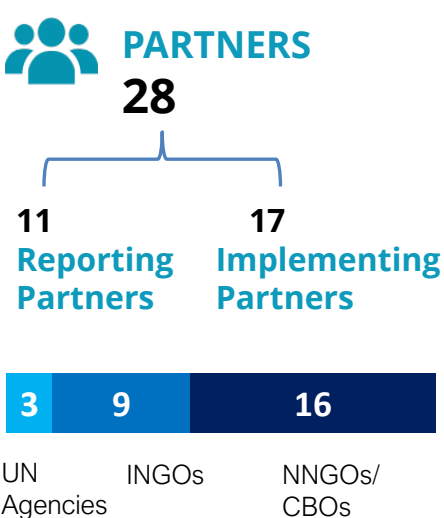 PARTNERS
28
11
Reporting
Partners
17
Implementing
Partners
3 9 16
UN
Agencies
INGOs
NNGOs/
CBOs